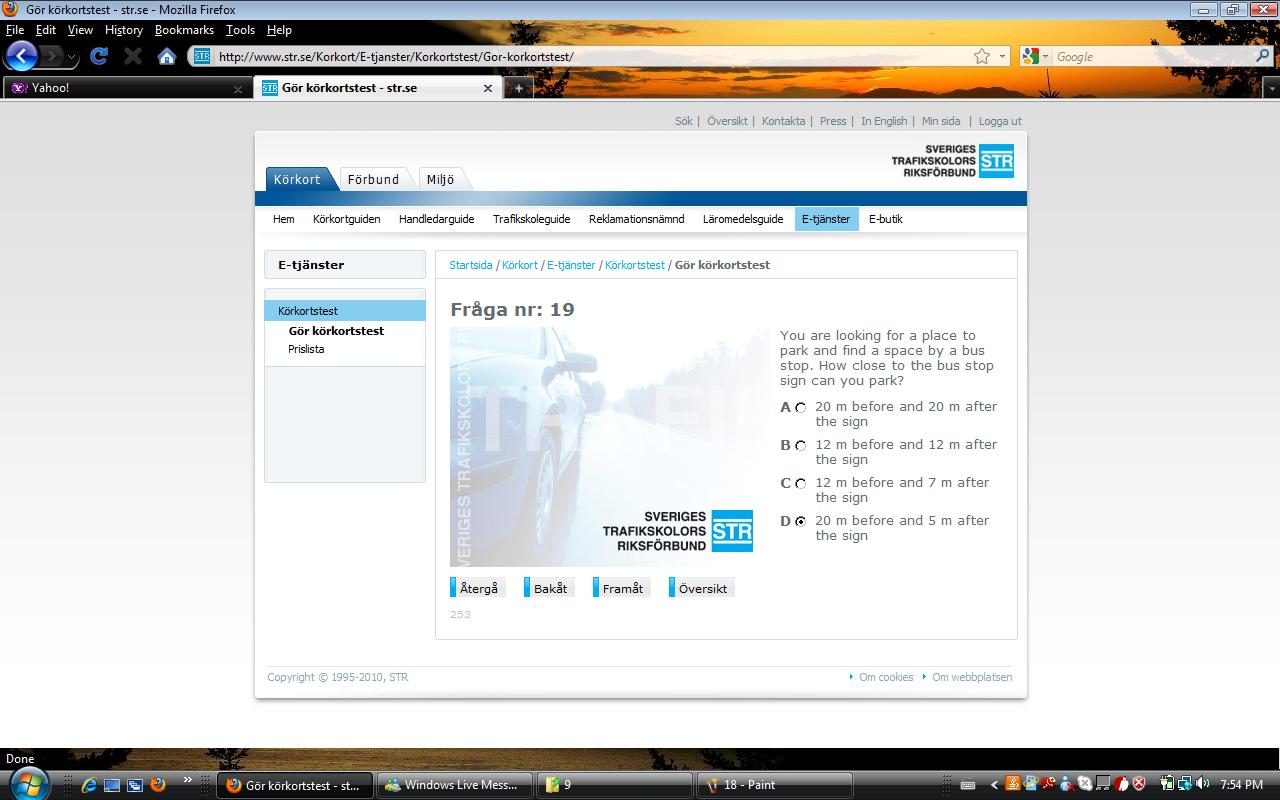 Gör körkortstest - str.se - Mozilla Firefox
File Edit View History Bookmarks Tools Help
STR http://www.str.se/Korkort/E-tjanster/Korkortstest/Gor-korkortstest/
Google
Yahoo!
STR Gör körkortstest - str.se
Sök | Översikt | Kontakta | Press | In English | Min sida | Logga ut
SVERIGES
TRAFIKSKOLORS STR
RIKSFÖRBUND
Körkort Förbund Miljö
Hem Körkortguiden Handledarguide Trafikskoleguide Reklamationsnämnd Läromedelsguide E-tjänster E-butik
E-tjänster
Körkortstest
Gör körkortstest
Prislista
Startsida / Körkort / E-tjänster / Körkortstest / Gör körkortstest
Fråga nr: 19
VERIGES TRAFIKSKOLOR
TRAFI
SVERIGES
TRAFIKSKOLORS STR
RIKSFÖRBUND
You are looking for a place to
park and find a space by a bus
stop. How close to the bus stop
sign can you park?
A 20 m before and 20 m after
the sign
B 12 m before and 12 m after
the sign
C 12 m before and 7 m after
the sign
D 20 m before and 5 m after
the sign
Återgå Bakåt Framåt Översikt
253
Copyright © 1995-2010, STR
Om cookies Om webbplatsen
Done
Gör körkortstest - st... Windows Live Mess... 9 18 - Paint 7:54 PM